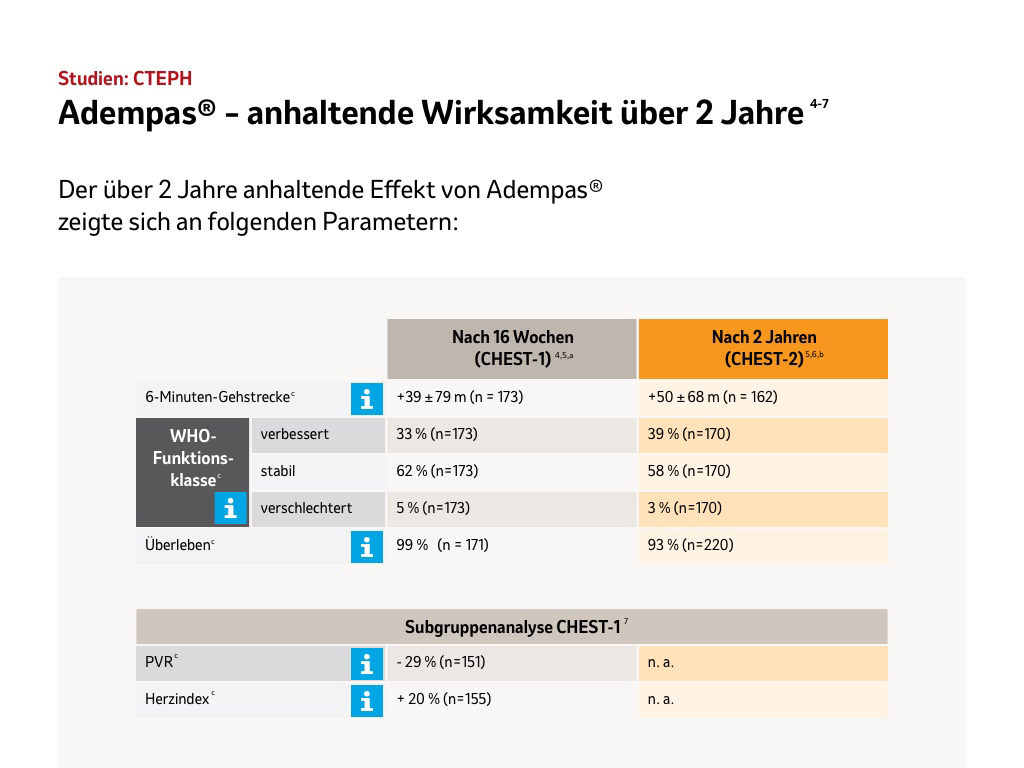 Studien: CTEPH
Adempas® – anhaltende Wirksamkeit über 2 Jahre 4-7
Der über 2 Jahre anhaltende Effekt von Adempas®
zeigte sich an folgenden Parametern:
Nach 16 Wochen
(CHEST-1) 4,5,a
Nach 2 Jahren
(CHEST-2) 5,6,b
6-Minuten-Gehstrecke c
i
+39 ± 79 m (n = 173)
+50 ± 68 m (n = 162)
WHO-
Funktions-
klasse c
i
verbessert
33 % (n=173)
39 % (n=170)
stabil
62 % (n=173)
58 % (n=170)
verschlechtert
5 % (n=173)
3 % (n=170)
Überleben c
i
99 % (n = 171)
93 % (n=220)
Subgruppenanalyse CHEST-1 7
PVR c
i
- 29 % (n=151)
n. a.
Herzindex c
i
+ 20 % (n=155)
n. a.